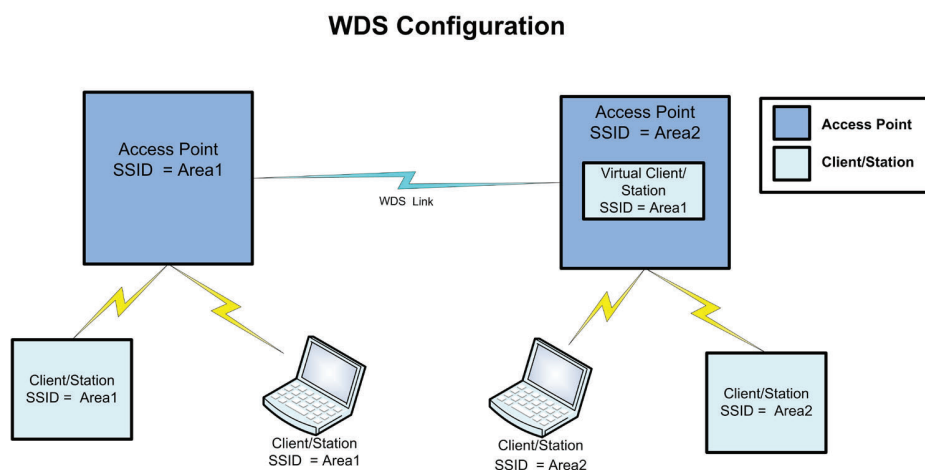 WDS Configuration
Access Point
SSID = Area1
Access Point
SSID = Area2
Virtual Client/
Station
SSID = Area1
WDS Link
Access Point
Client/Station
Client/Station
SSID = Area1
Client/Station
SSID = Area1
Client/Station
SSID = Area2
Client/Station
SSID = Area2